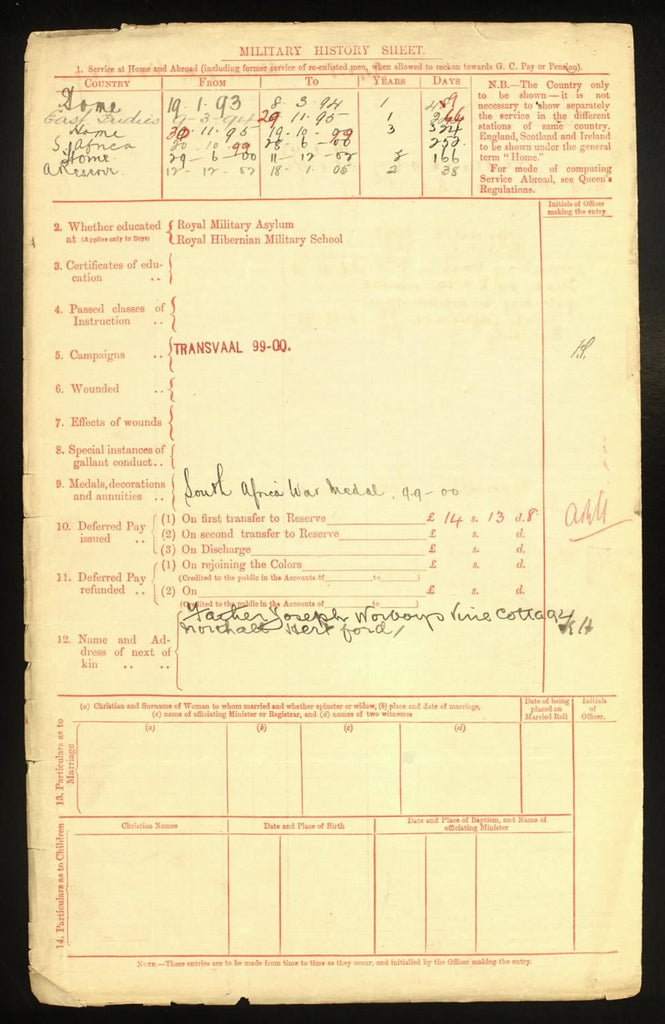 MILITARY HISTORY SHEET.
1. Service at Home and Abroad (including former service of re-enlisted men, when allowed to reckon towards G. C. Pay or Pension).
COUNTRY FROM TO YEARS DAYS
Home 19 . 1 . 93 8 3 94 1
East Indies 9 - 3 - 94 29 11 95 1
Home 30 11 - 95 19 - 10 - 99 3 324
S. Africa 20 . 10 - 99 28 - 6 - 00 252
Home. 29 - 6 - 00 11 - 12 - 02 2 166
A Reserve. 12 - 12 - 02 18 1 05 2 38
N.B.—The Country only
to be shown—it is not
necessary to show separately
the service in the different
stations of same country.
England, Scotland and Ireland
to be shown under the general
term "Home."
For mode of computing
Service Abroad, see Queen's
Regulations.
Initials of Officer
making the entry
2. Whether educated at (Applies only to Boys) { Royal Military Asylum
Royal Hibernian Military School
3. Certificates of education ..
4. Passed classes of Instruction ..
5. Campaigns .. TRANSVAAL 99-00.
6. Wounded ..
7. Effects of wounds
8. Special instances of gallant conduct..
9. Medals, decorations and annuities .. South Africa War Medal. 99-00
10. Deferred Pay issued .. (1) On first transfer to Reserve £ 14 s. 13 d. 8
(2) On second transfer to Reserve £ s. d.
(3) On Discharge £ s. d.
11. Deferred Pay refunded .. (1) On rejoining the Colors £ s. d.
(Credited to the public in the Accounts of to )
(2) On £ s. d.
(Credited to the public in the Accounts of to )
12. Name and Address of next of kin .. .. Father Joseph Worboys Vine Cottage
Northall Hertford
13. Particulars as to Marriage
(a) Christian and Surname of Woman to whom married and whether spinster or widow, (b) place and date of marriage,
(c) name of officiating Minister or Registrar, and (d) names of two witnesses
Date of being placed on Married Roll
Initials of Officer.
(a) (b) (c) (d)
14. Particulars as to Children
Christian Names Date and Place of Birth Date and Place of Baptism, and Name of officiating Minister
NOTE.—These entries are to be made from time to time as they occur, and initialled by the Officer making the entry.